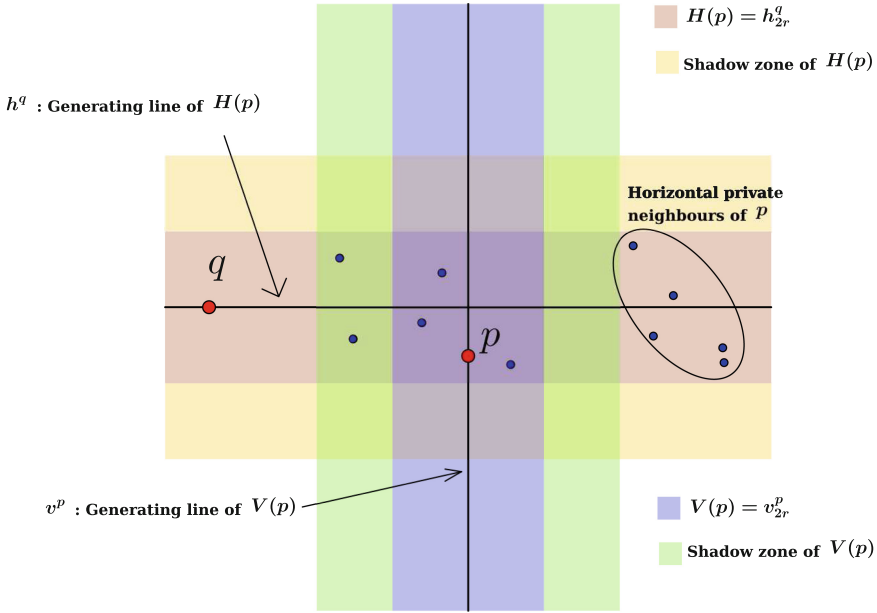 H(p) = h^q_{2r}
Shadow zone of H(p)
h^q : Generating line of H(p)
Horizontal private
neighbours of p
q
p
v^p : Generating line of V(p)
V(p) = v^p_{2r}
Shadow zone of V(p)